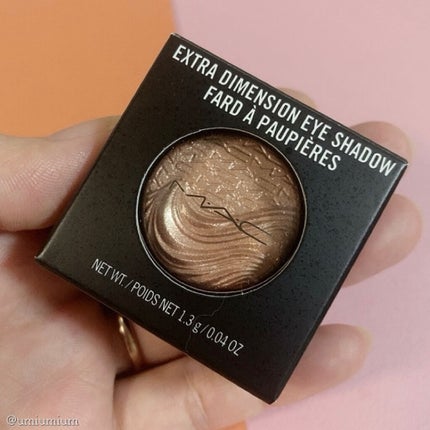 EXTRA DIMENSION EYE SHADOW
FARD À PAUPIÈRES
MAC
NET WT. / POIDS NET 1.3 g / 0.04 OZ
@umiumium